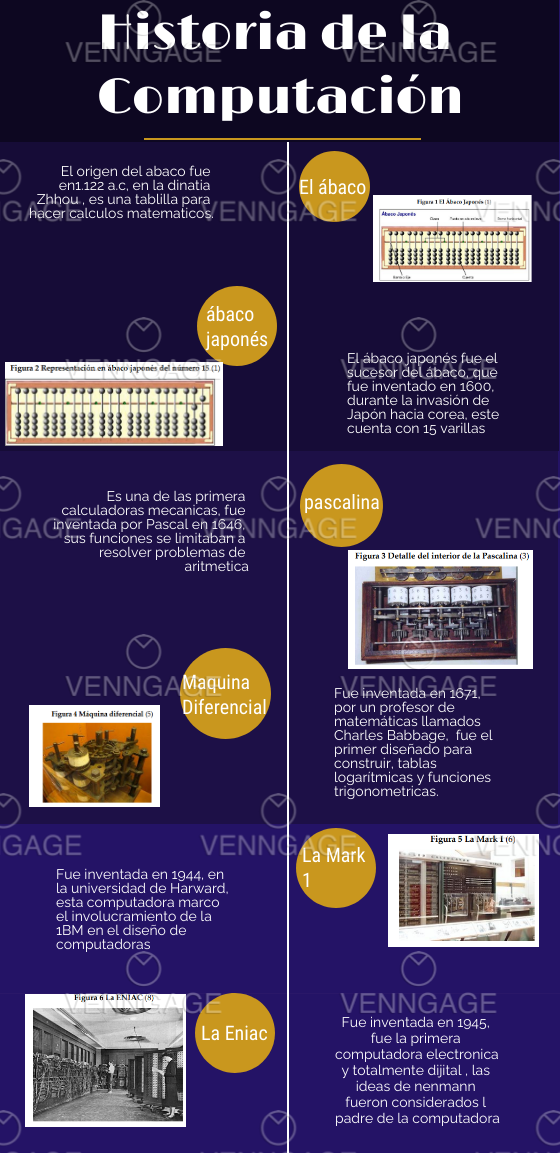 Historia de la
Computación
El origen del abaco fue
en1.122 a.c, en la dinatia
Zhhou , es una tablilla para
hacer calculos matematicos.
El ábaco
Figura 1 El Ábaco Japonés (1)
Ábaco Japonés
ábaco
japonés
Figura 2 Representación en ábaco japonés del número 15 (1)
El ábaco japonés fue el
sucesor del ábaco, que
fue inventado en 1600,
durante la invasión de
Japón hacia corea, este
cuenta con 15 varillas
Es una de las primera
calculadoras mecanicas, fue
inventada por Pascal en 1646,
sus funciones se limitaban a
resolver problemas de
aritmetica
pascalina
Figura 3 Detalle del interior de la Pascalina (3)
Maquina
Diferencial
Figura 4 Máquina diferencial (5)
Fue inventada en 1671,
por un profesor de
matemáticas llamados
Charles Babbage, fue el
primer diseñado para
construir, tablas
logarítmicas y funciones
trigonometricas.
La Mark
1
Figura 5 La Mark I (6)
Fue inventada en 1944, en
la universidad de Harward,
esta computadora marco
el involucramiento de la
1BM en el diseño de
computadoras
Figura 6 La ENIAC (8)
La Eniac
Fue inventada en 1945,
fue la primera
computadora electronica
y totalmente dijital , las
ideas de nenmann
fueron considerados l
padre de la computadora
VENNGAGE